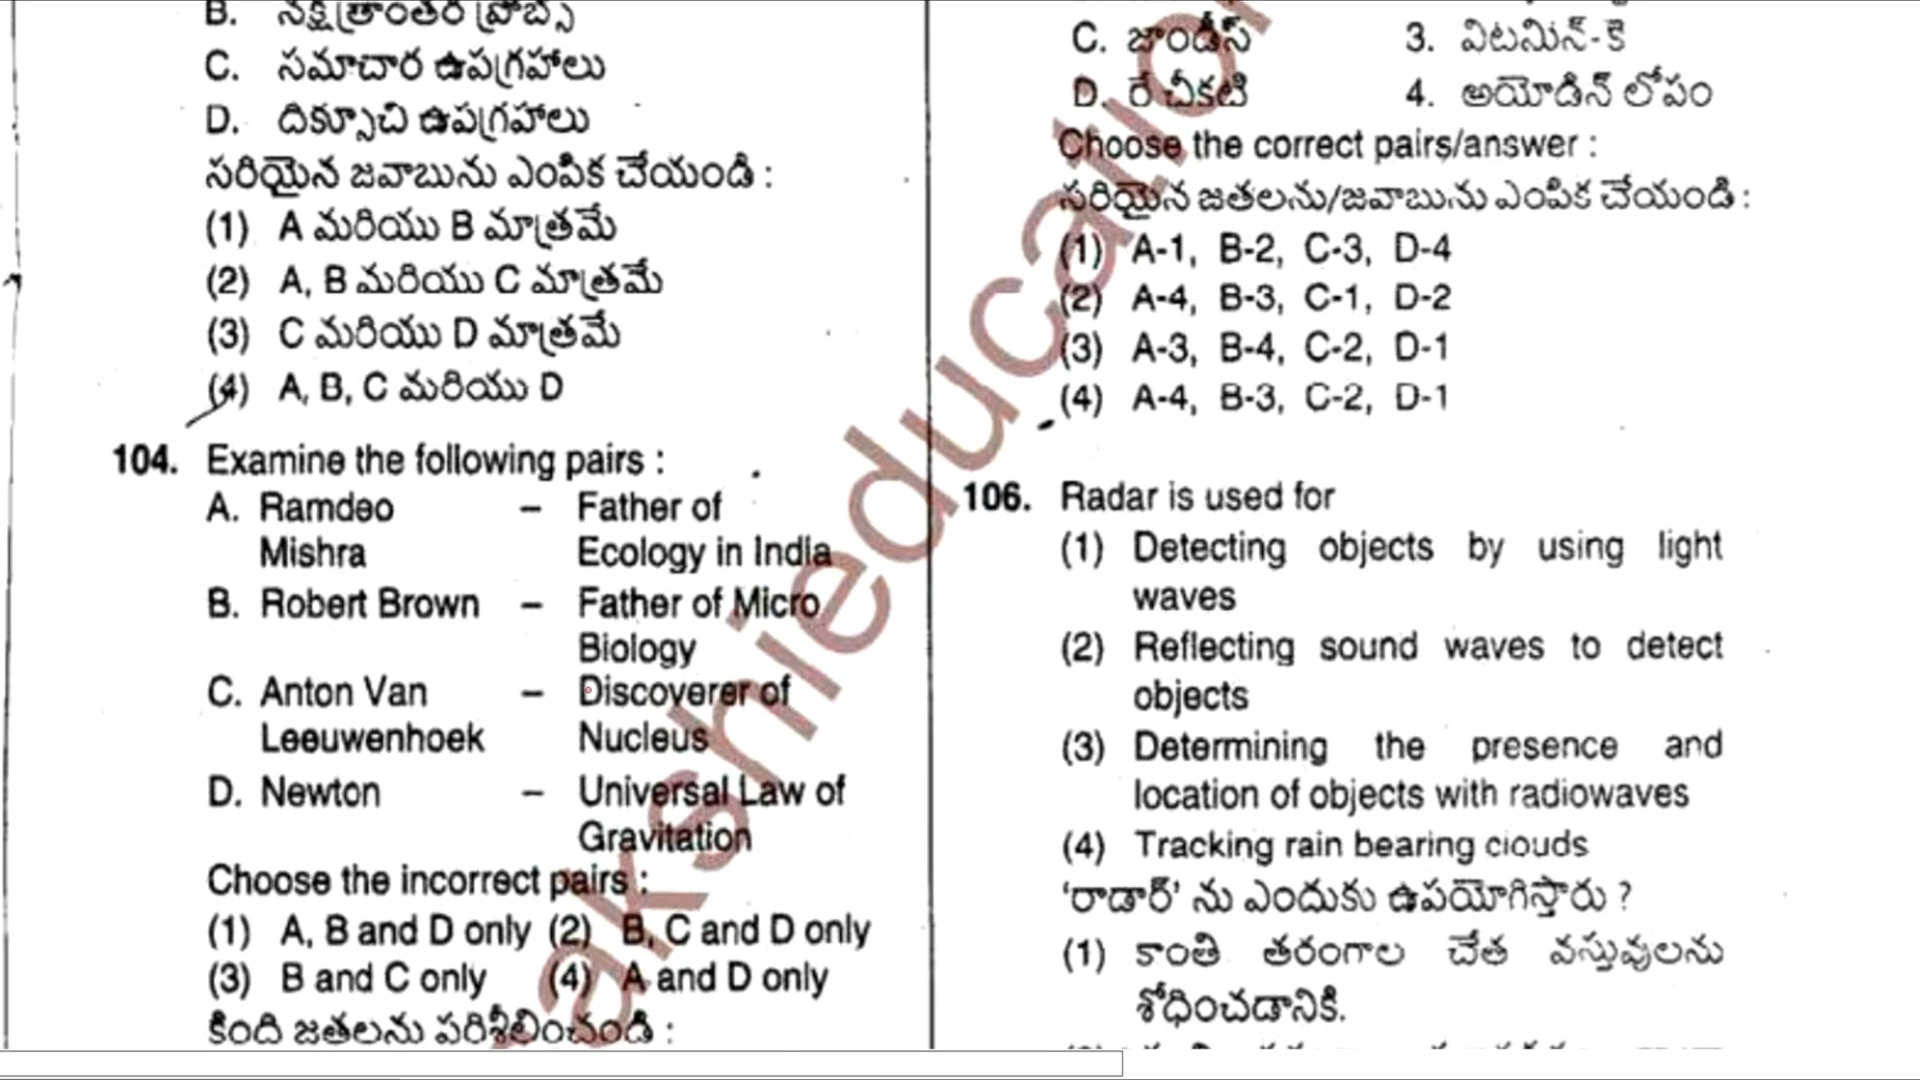 B. నక్షత్రాంతర ప్రోబ్స్
C. సమాచార ఉపగ్రహాలు
D. దిక్సూచి ఉపగ్రహాలు
సరియైన జవాబును ఎంపిక చేయండి :
(1) A మరియు B మాత్రమే
(2) A, B మరియు C మాత్రమే
(3) C మరియు D మాత్రమే
(4) A, B, C మరియు D
104. Examine the following pairs :
A. Ramdeo – Father of
Mishra Ecology in India
B. Robert Brown – Father of Micro
Biology
C. Anton Van – Discoverer of
Leeuwenhoek Nucleus
D. Newton – Universal Law of
Gravitation
Choose the incorrect pairs :
(1) A, B and D only (2) B, C and D only
(3) B and C only (4) A and D only
కింది జతలను పరిశీలించండి :
C. జాండీస్ 3. విటమిన్-కె
D. రేచీకటి 4. అయోడిన్ లోపం
Choose the correct pairs/answer :
సరియైన జతలను/జవాబును ఎంపిక చేయండి :
(1) A-1, B-2, C-3, D-4
(2) A-4, B-3, C-1, D-2
(3) A-3, B-4, C-2, D-1
(4) A-4, B-3, C-2, D-1
106. Radar is used for
(1) Detecting objects by using light
waves
(2) Reflecting sound waves to detect
objects
(3) Determining the presence and
location of objects with radiowaves
(4) Tracking rain bearing clouds
'రాడార్' ను ఎందుకు ఉపయోగిస్తారు ?
(1) కాంతి తరంగాల చేత వస్తువులను
శోధించడానికి.
akshieducation